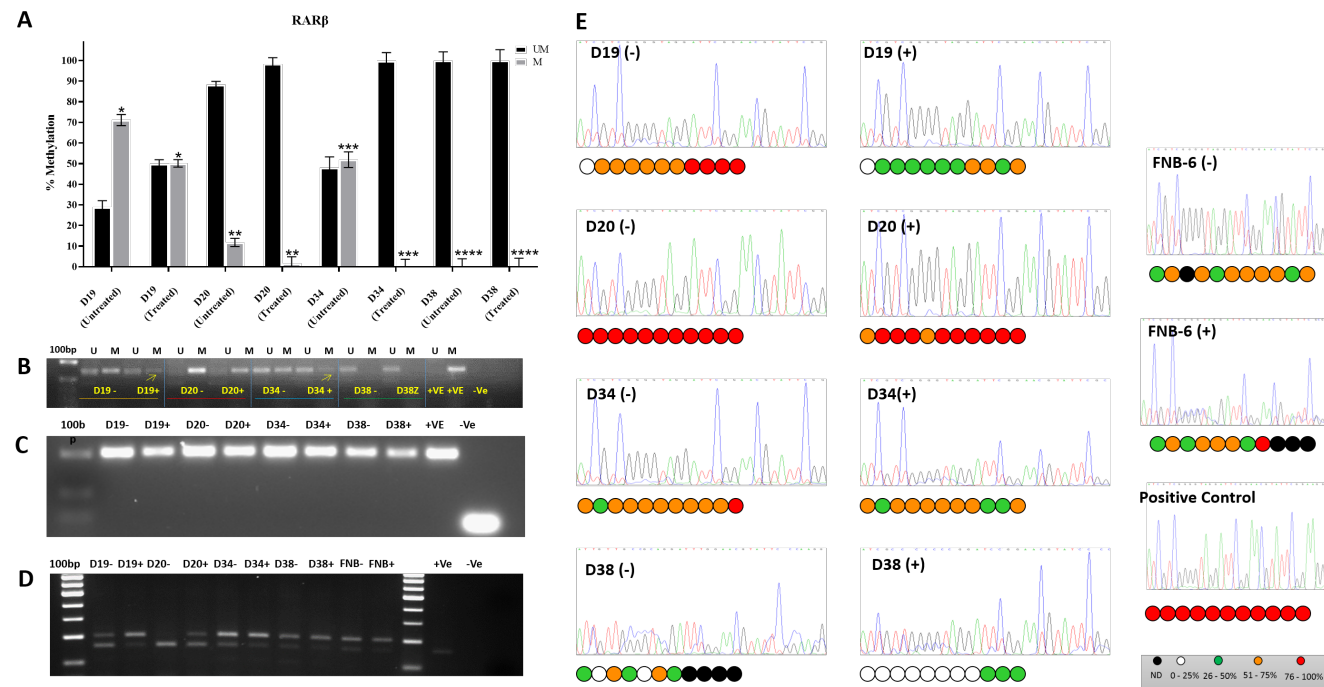 A
RARβ
UM
M
% Methylation
100
90
80
70
60
50
40
30
20
10
0
* * ** ** *** *** **** ****
D19 (Untreated)
D19 (Treated)
D20 (Untreated)
D20 (Treated)
D34 (Untreated)
D34 (Treated)
D38 (Untreated)
D38 (Treated)
B
100bp U M U M U M U M U M U M U M U M U M
D19 - D19+ D20 - D20+ D34 - D34 + D38 - D38Z +VE +VE -Ve
C
100b
p
D19- D19+ D20- D20+ D34- D34+ D38- D38+ +VE -Ve
D
100bp D19- D19+ D20- D20+ D34- D34+ D38- D38+ FNB- FNB+ +Ve -Ve
E
D19 (-)
D19 (+)
D20 (-)
D20 (+)
D34 (-)
D34(+)
D38 (-)
D38 (+)
FNB-6 (-)
FNB-6 (+)
Positive Control
ND 0 - 25% 26 - 50% 51 - 75% 76 - 100%